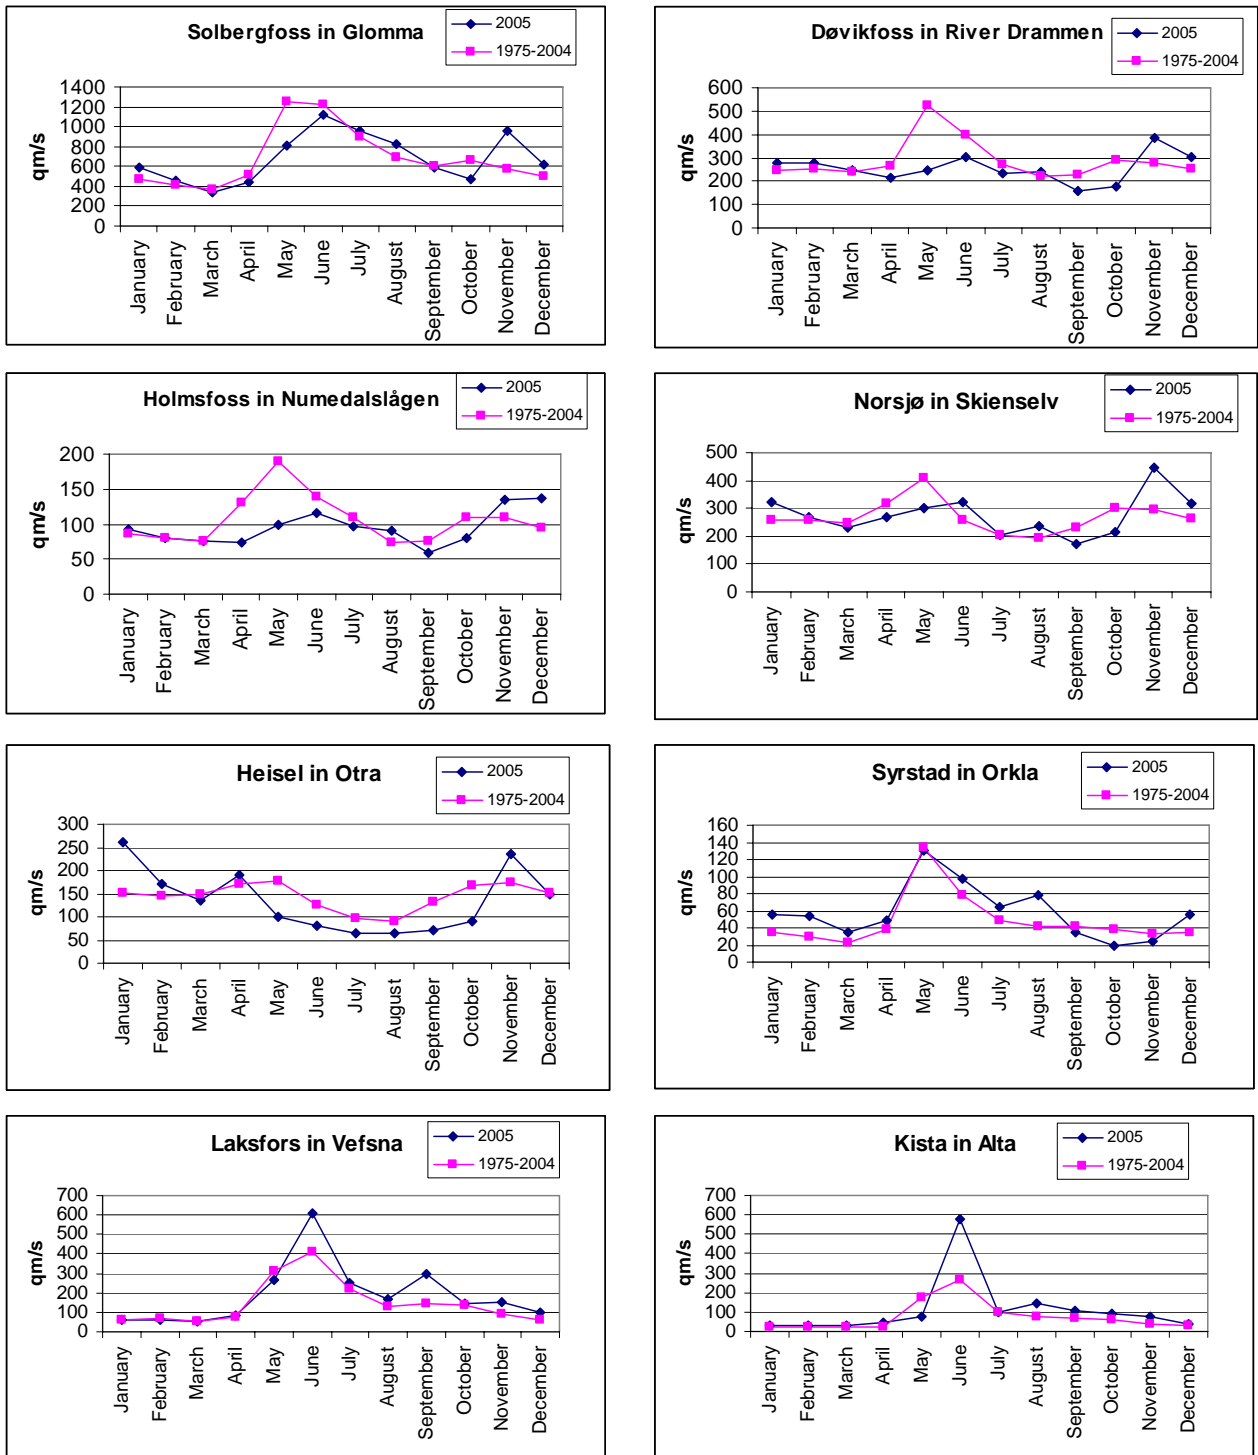 Solbergfoss in Glomma
2005
1975-2004
qm/s
1400
1200
1000
800
600
400
200
0
January
February
March
April
May
June
July
August
September
October
November
December
Døvikfoss in River Drammen
2005
1975-2004
qm/s
600
500
400
300
200
100
0
January
February
March
April
May
June
July
August
September
October
November
December
Holmsfoss in Numedalslågen
2005
1975-2004
qm/s
200
150
100
50
0
January
February
March
April
May
June
July
August
September
October
November
December
Norsjø in Skienselv
2005
1975-2004
qm/s
500
400
300
200
100
0
January
February
March
April
May
June
July
August
September
October
November
December
Heisel in Otra
2005
1975-2004
qm/s
300
250
200
150
100
50
0
January
February
March
April
May
June
July
August
September
October
November
December
Syrstad in Orkla
2005
1975-2004
qm/s
160
140
120
100
80
60
40
20
0
January
February
March
April
May
June
July
August
September
October
November
December
Laksfors in Vefsna
2005
1975-2004
qm/s
700
600
500
400
300
200
100
0
January
February
March
April
May
June
July
August
September
October
November
December
Kista in Alta
2005
1975-2004
qm/s
700
600
500
400
300
200
100
0
January
February
March
April
May
June
July
August
September
October
November
December